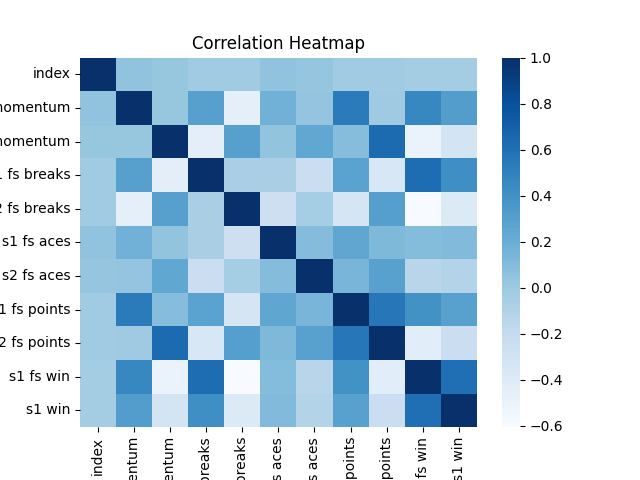 Correlation Heatmap
index
momentum
momentum
1 fs breaks
2 fs breaks
s1 fs aces
s2 fs aces
1 fs points
2 fs points
s1 fs win
s1 win
index
entum
entum
breaks
breaks
s aces
s aces
points
points
fs win
s1 win
1.0
0.8
0.6
0.4
0.2
0.0
−0.2
−0.4
−0.6